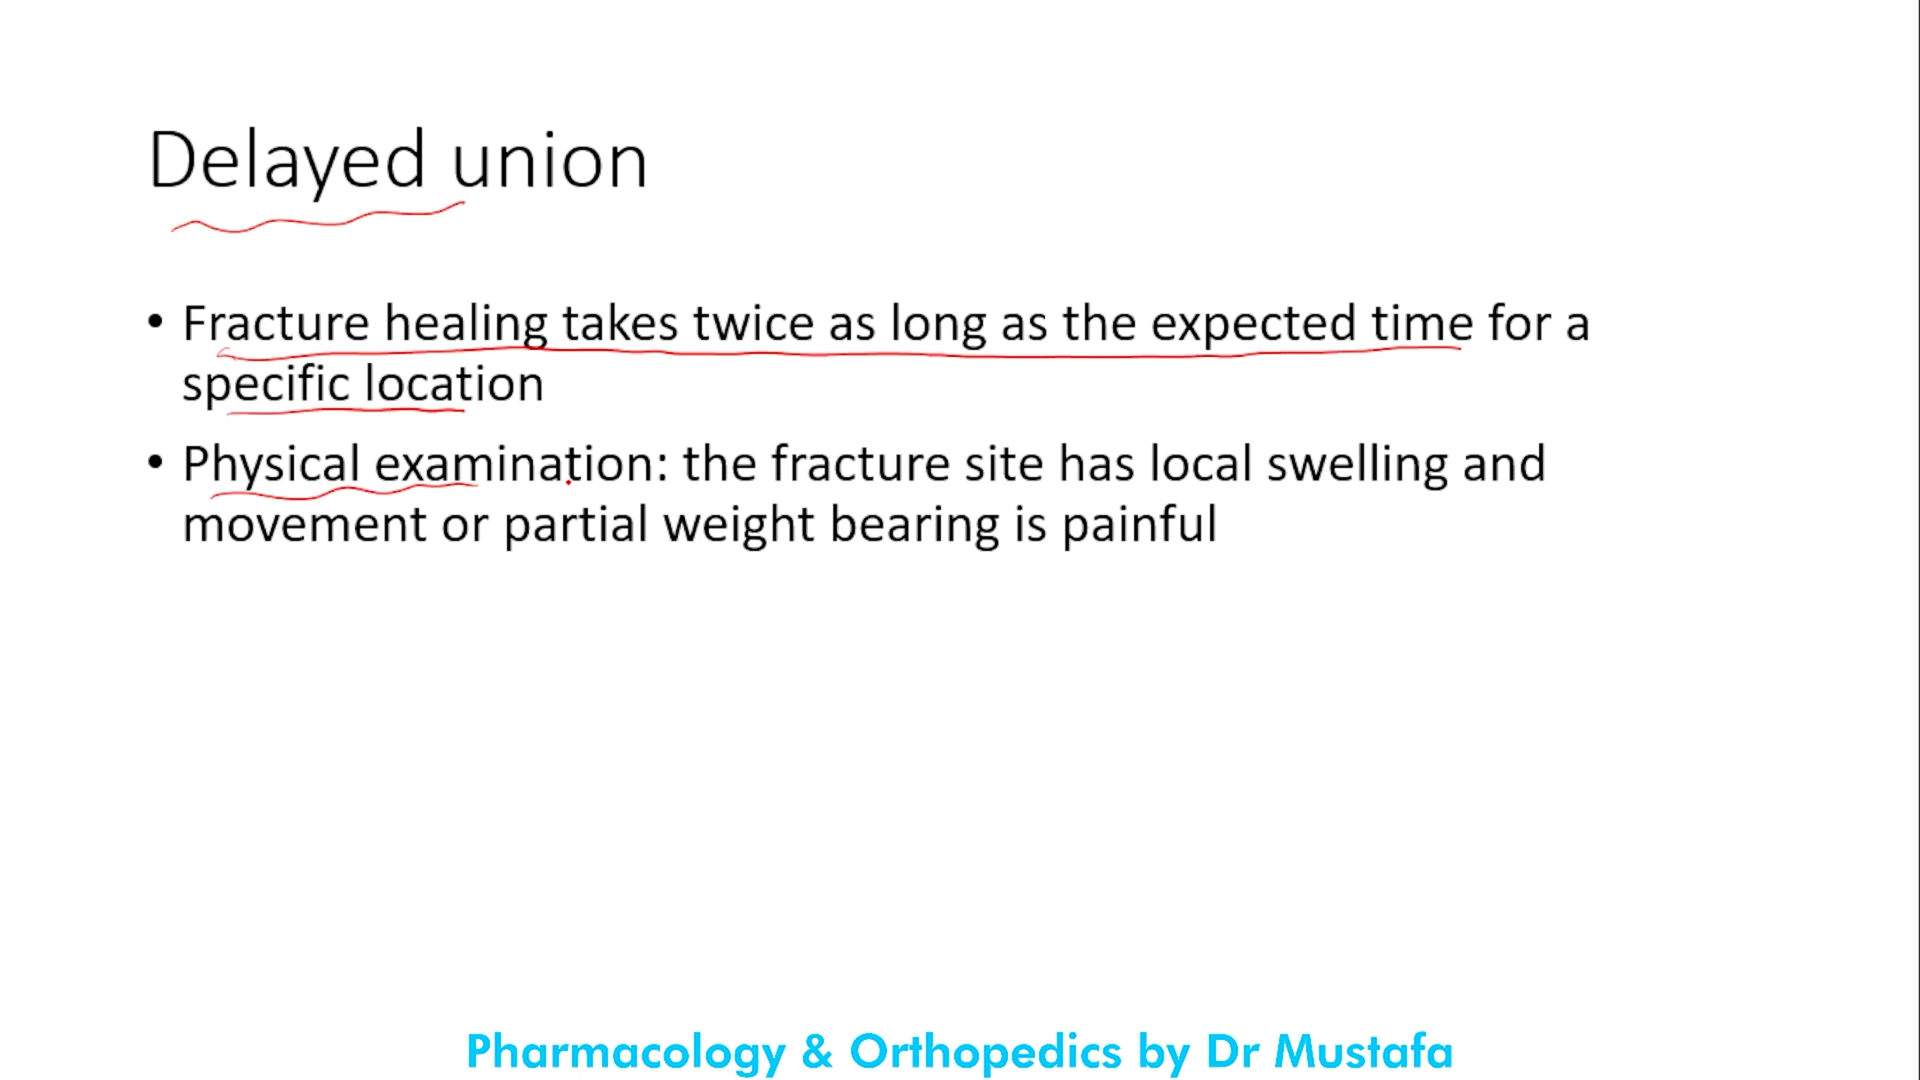 Delayed union
• Fracture healing takes twice as long as the expected time for a
specific location
• Physical examination: the fracture site has local swelling and
movement or partial weight bearing is painful
Pharmacology & Orthopedics by Dr Mustafa